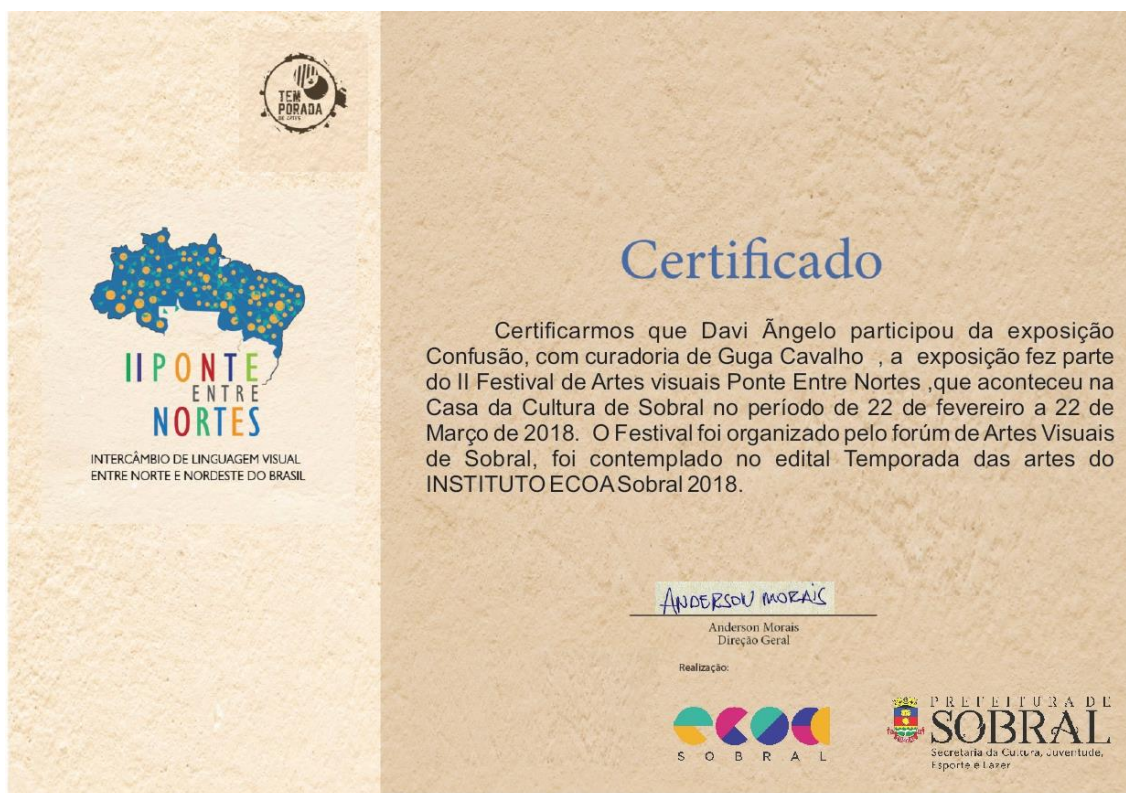 TEM
PORADA
DE ARTES
II PONTE
ENTRE
NORTES
INTERCÂMBIO DE LINGUAGEM VISUAL
ENTRE NORTE E NORDESTE DO BRASIL
Certificado
Certificarmos que Davi Ãngelo participou da exposição
Confusão, com curadoria de Guga Cavalho , a exposição fez parte
do II Festival de Artes visuais Ponte Entre Nortes ,que aconteceu na
Casa da Cultura de Sobral no período de 22 de fevereiro a 22 de
Março de 2018. O Festival foi organizado pelo forúm de Artes Visuais
de Sobral, foi contemplado no edital Temporada das artes do
INSTITUTO ECOA Sobral 2018.
ANDERSON MORAIS
Anderson Morais
Direção Geral
Realização:
ecoa
SOBRAL
PREFEITURA DE
SOBRAL
Secretaria da Cultura, Juventude,
Esporte e Lazer